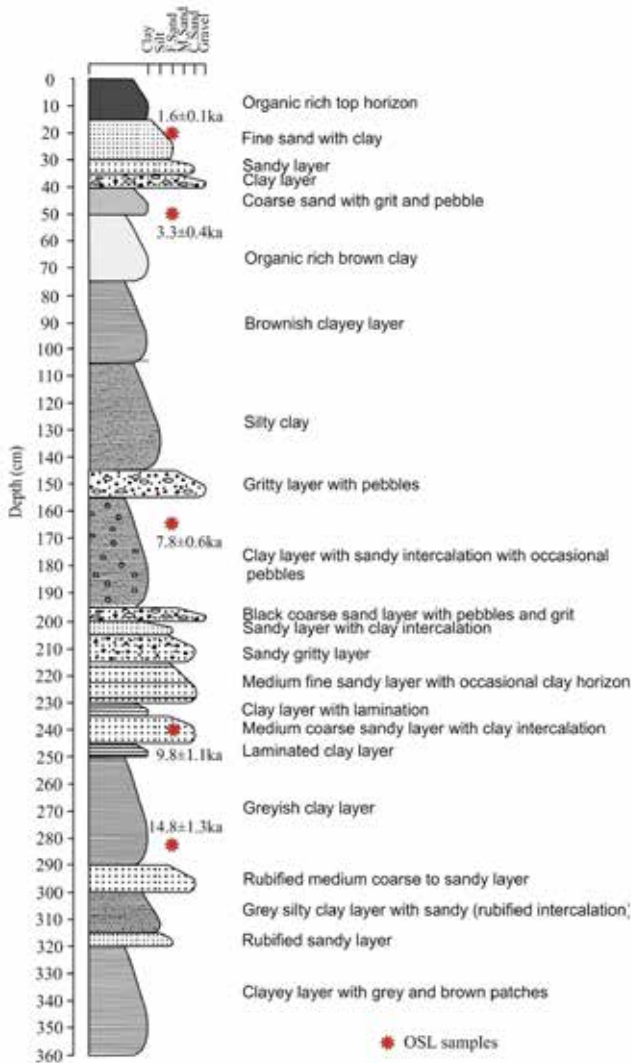 Clay
Silt
F.Sand
M.Sand
C.Sand
Gravel
Depth (cm)
0
10
20
30
40
50
60
70
80
90
100
110
120
130
140
150
160
170
180
190
200
210
220
230
240
250
260
270
280
290
300
310
320
330
340
350
360
1.6±0.1ka
3.3±0.4ka
7.8±0.6ka
9.8±1.1ka
14.8±1.3ka
Organic rich top horizon
Fine sand with clay
Sandy layer
Clay layer
Coarse sand with grit and pebble
Organic rich brown clay
Brownish clayey layer
Silty clay
Gritty layer with pebbles
Clay layer with sandy intercalation with occasional
pebbles
Black coarse sand layer with pebbles and grit
Sandy layer with clay intercalation
Sandy gritty layer
Medium fine sandy layer with occasional clay horizon
Clay layer with lamination
Medium coarse sandy layer with clay intercalation
Laminated clay layer
Greyish clay layer
Rubified medium coarse to sandy layer
Grey silty clay layer with sandy (rubified intercalation)
Rubified sandy layer
Clayey layer with grey and brown patches
OSL samples